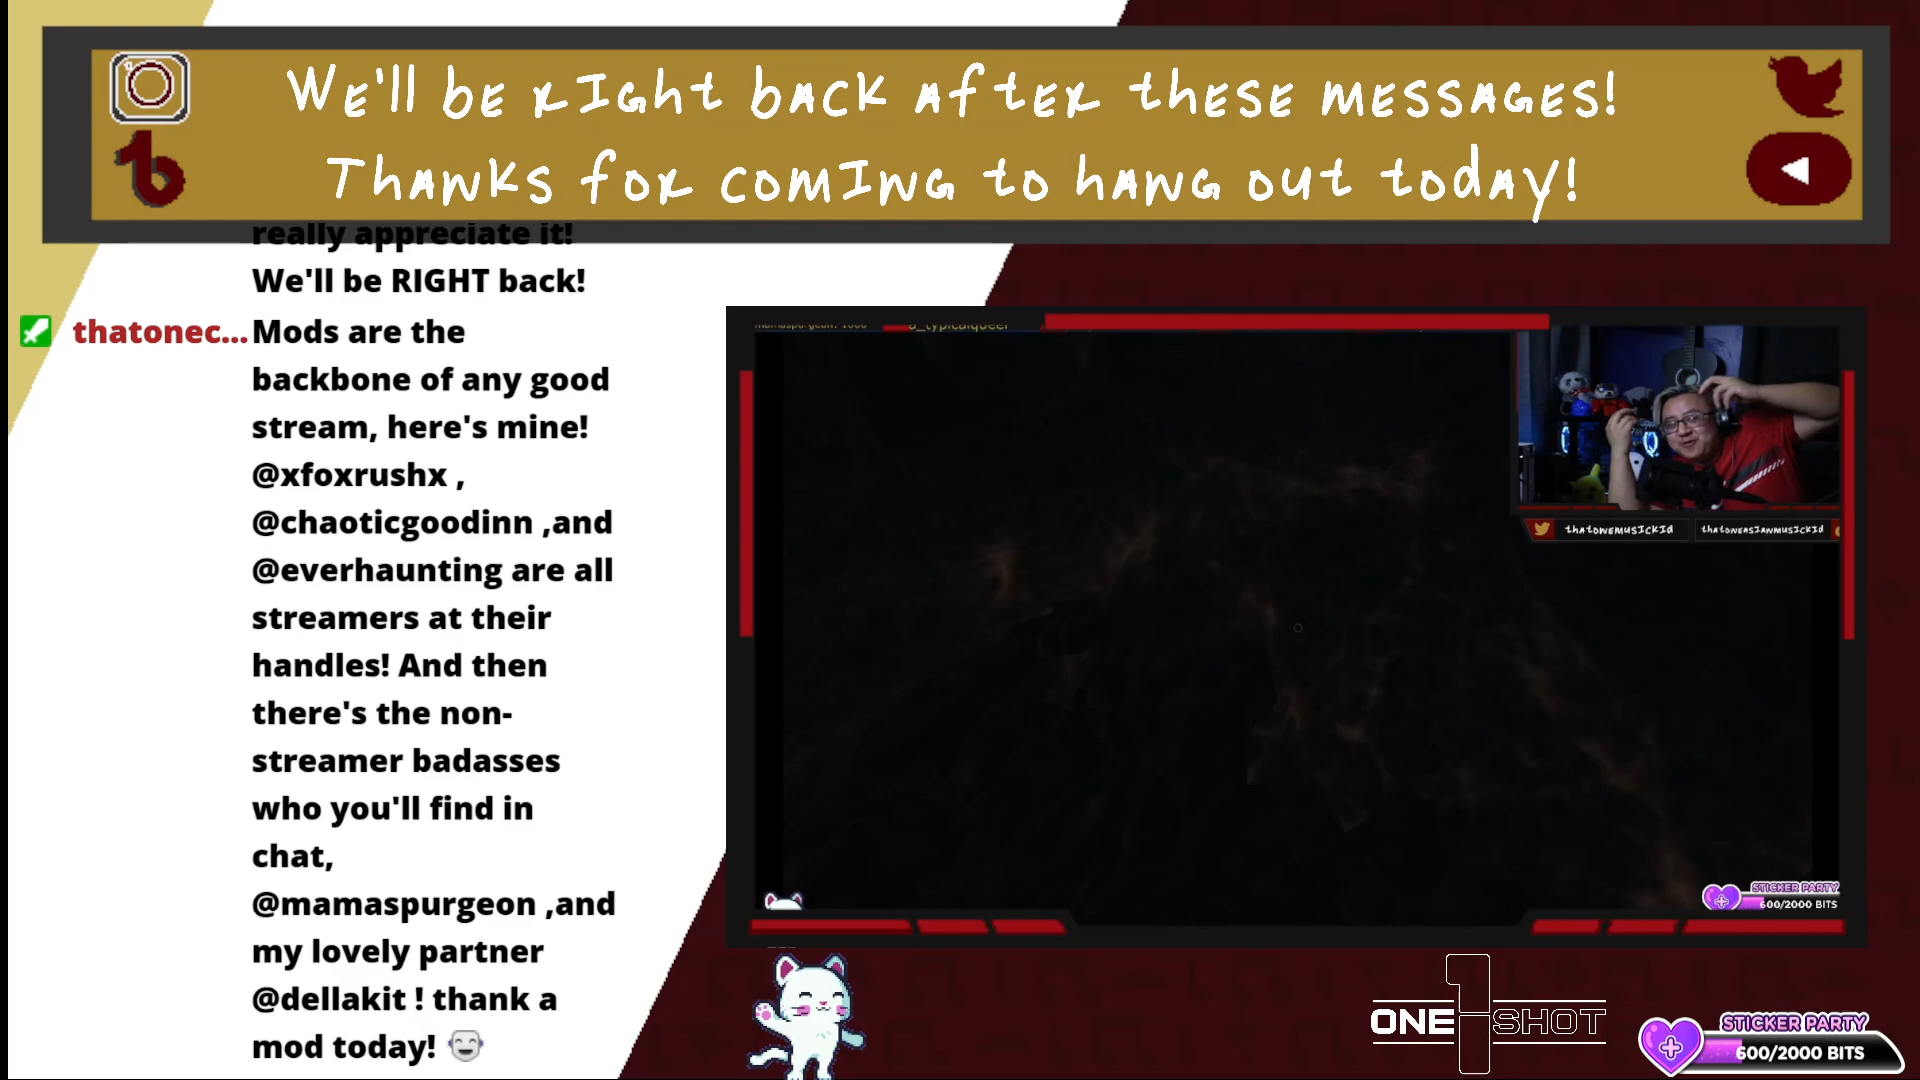 We'll be right back after these messages!
Thanks for coming to hang out today!
really appreciate it!
We'll be RIGHT back!
thatonec... Mods are the
backbone of any good
stream, here's mine!
@xfoxrushx ,
@chaoticgoodinn ,and
@everhaunting are all
streamers at their
handles! And then
there's the non-
streamer badasses
who you'll find in
chat,
@mamaspurgeon ,and
my lovely partner
@dellakit ! thank a
mod today!
a_typicalqueer
thatonemusickid
thatoneasianmusickid
STICKER PARTY
600/2000 BITS
ONE 1 SHOT
STICKER PARTY
600/2000 BITS